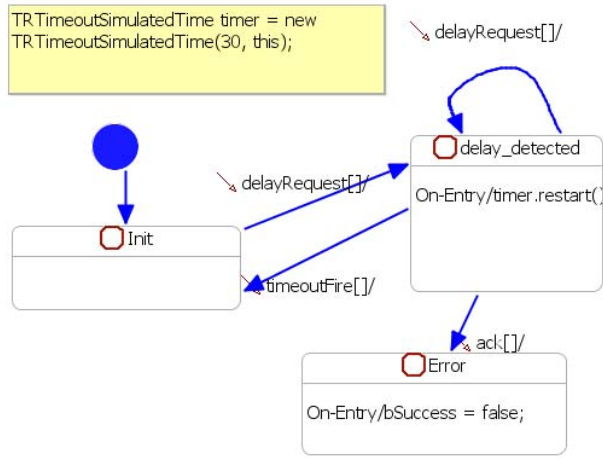 TRTimeoutSimulatedTime timer = new
TRTimeoutSimulatedTime(30, this);
delayRequest[]/
delay_detected
On-Entry/timer.restart()
delayRequest[]/
Init
timeoutFire[]/
ack[]/
Error
On-Entry/bSuccess = false;